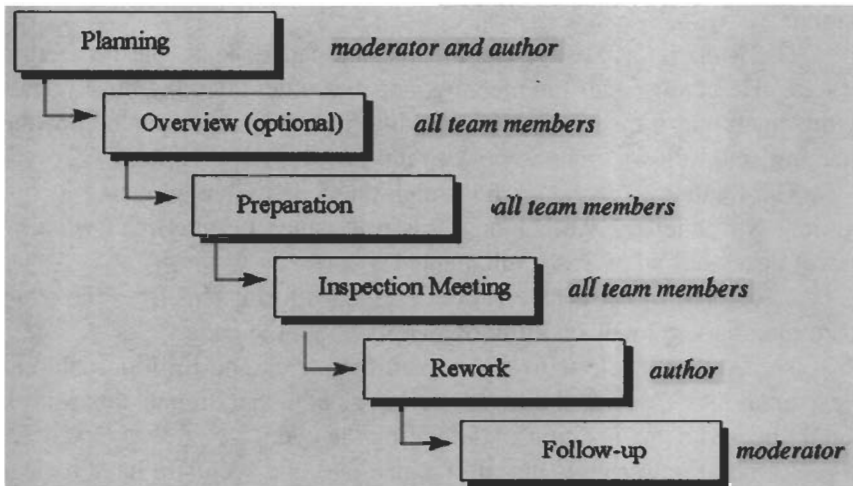 Planning moderator and author
Overview (optional) all team members
Preparation all team members
Inspection Meeting all team members
Rework author
Follow-up moderator